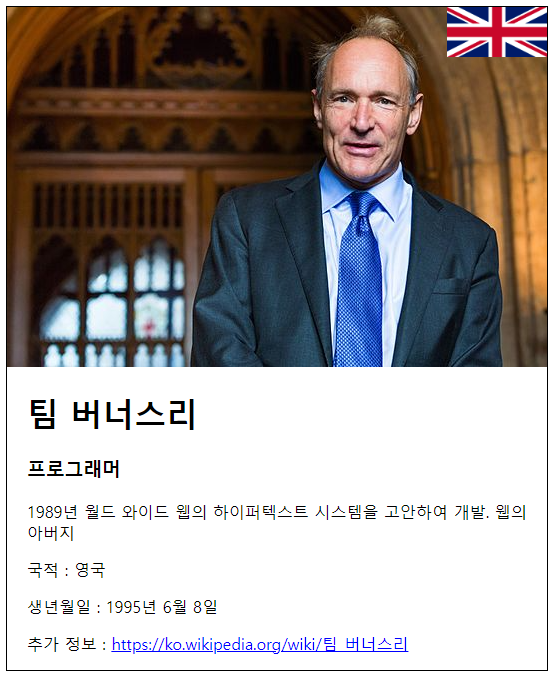 팀 버너스리
프로그래머
1989년 월드 와이드 웹의 하이퍼텍스트 시스템을 고안하여 개발. 웹의
아버지
국적 : 영국
생년월일 : 1995년 6월 8일
추가 정보 : https://ko.wikipedia.org/wiki/팀_버너스리